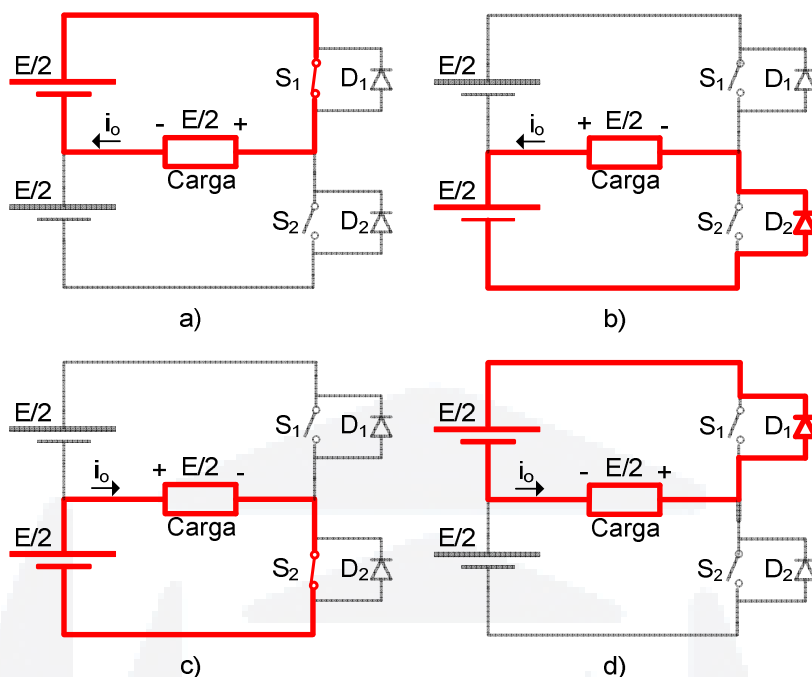 E/2
S1 D1
- E/2 +
io
Carga
E/2
S2 D2
a)
E/2
S1 D1
+ E/2 -
io
Carga
E/2
S2 D2
b)
E/2
S1 D1
+ E/2 -
io
Carga
E/2
S2 D2
c)
E/2
S1 D1
- E/2 +
io
Carga
E/2
S2 D2
d)